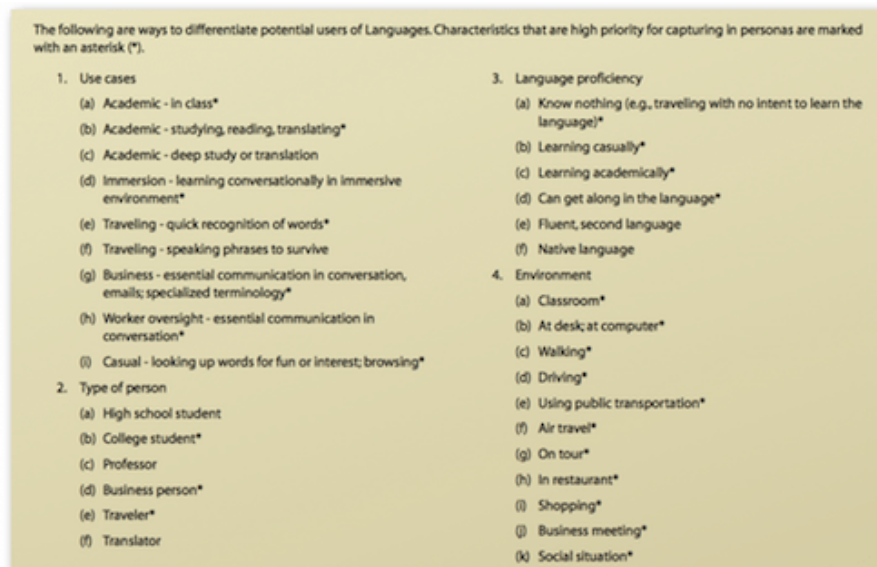 The following are ways to differentiate potential users of Languages. Characteristics that are high priority for capturing in personas are marked
with an asterisk (*).
1. Use cases
(a) Academic - in class*
(b) Academic - studying, reading, translating*
(c) Academic - deep study or translation
(d) Immersion - learning conversationally in immersive
environment*
(e) Traveling - quick recognition of words*
(f) Traveling - speaking phrases to survive
(g) Business - essential communication in conversation,
emails; specialized terminology*
(h) Worker oversight - essential communication in
conversation*
(i) Casual - looking up words for fun or interest; browsing*
2. Type of person
(a) High school student
(b) College student*
(c) Professor
(d) Business person*
(e) Traveler*
(f) Translator
3. Language proficiency
(a) Know nothing (e.g., traveling with no intent to learn the
language)*
(b) Learning casually*
(c) Learning academically*
(d) Can get along in the language*
(e) Fluent, second language
(f) Native language
4. Environment
(a) Classroom*
(b) At desk; at computer*
(c) Walking*
(d) Driving*
(e) Using public transportation*
(f) Air travel*
(g) On tour*
(h) In restaurant*
(i) Shopping*
(j) Business meeting*
(k) Social situation*